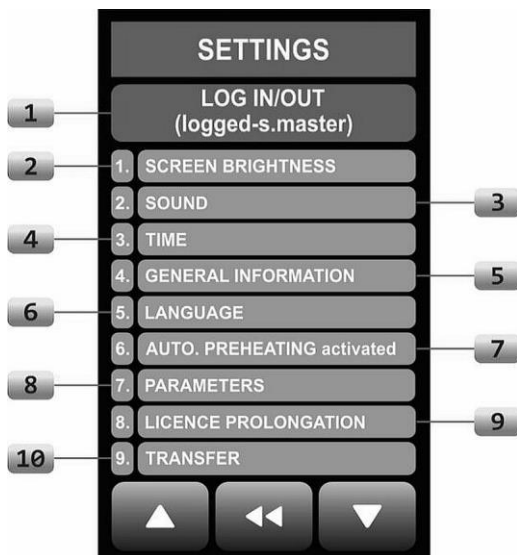 SETTINGS
LOG IN/OUT
(logged-s.master)
1
2
1. SCREEN BRIGHTNESS
2. SOUND
3
4
3. TIME
4. GENERAL INFORMATION
5
6
5. LANGUAGE
6. AUTO. PREHEATING activated
7
8
7. PARAMETERS
8. LICENCE PROLONGATION
9
10
9. TRANSFER